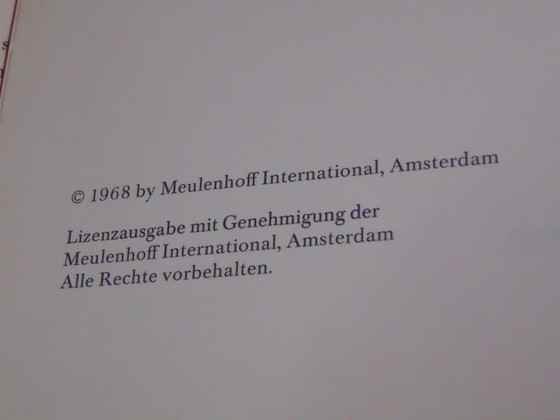 © 1968 by Meulenhoff International, Amsterdam
Lizenzausgabe mit Genehmigung der
Meulenhoff International, Amsterdam
Alle Rechte vorbehalten.